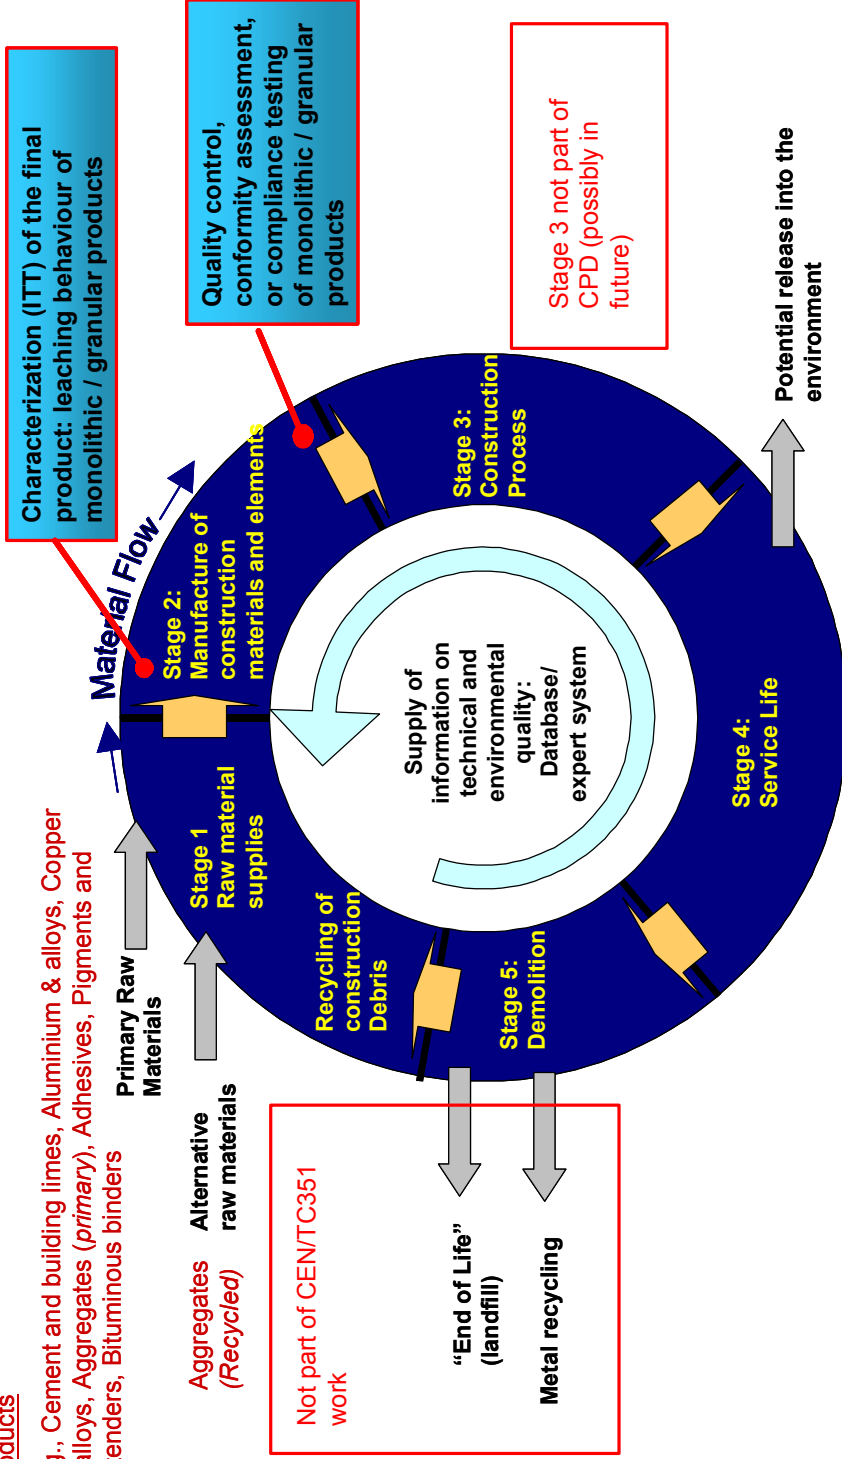 oducts
g., Cement and building limes, Aluminium & alloys, Copper
alloys, Aggregates (primary), Adhesives, Pigments and
tenders, Bituminous binders
Characterization (ITT) of the final
product: leaching behaviour of
monolithic / granular products
Material Flow
Primary Raw
Materials
Aggregates
(Recycled)
Alternative
raw materials
Stage 1
Raw material
supplies
Stage 2:
Manufacture of
construction
materials and elements
Quality control,
conformity assessment,
or compliance testing
of monolithic / granular
products
Recycling of
construction
Debris
Supply of
information on
technical and
environmental
quality:
Database/
expert system
Stage 3:
Construction
Process
Stage 3 not part of
CPD (possibly in
future)
Not part of CEN/TC351
work
“End of Life”
(landfill)
Metal recycling
Stage 5:
Demolition
Stage 4:
Service Life
Potential release into the
environment